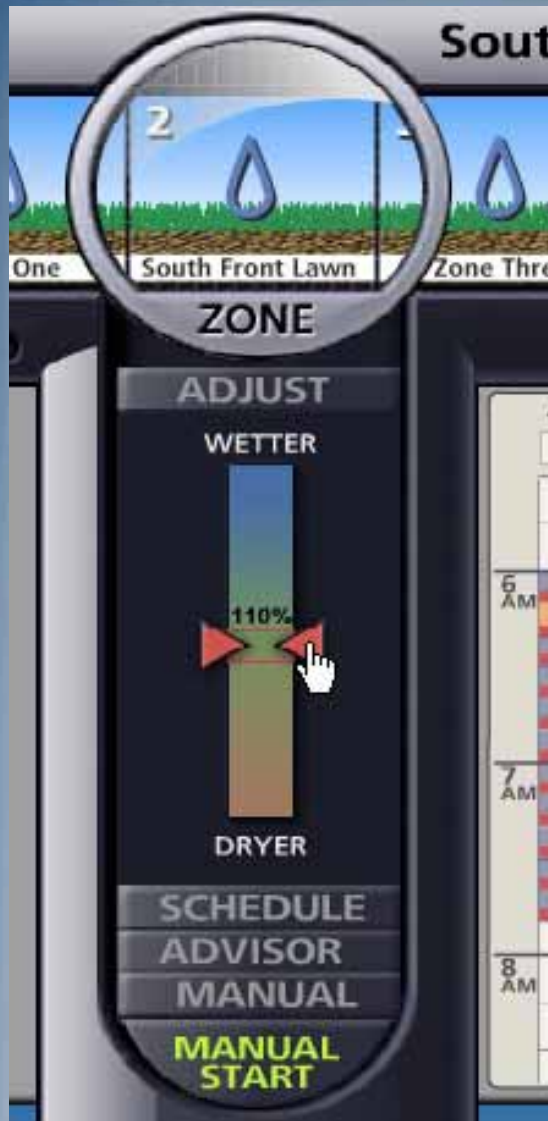 Sout
2
One
South Front Lawn
Zone Thre
ZONE
ADJUST
WETTER
110%
DRYER
6
AM
7
AM
8
AM
SCHEDULE
ADVISOR
MANUAL
MANUAL
START